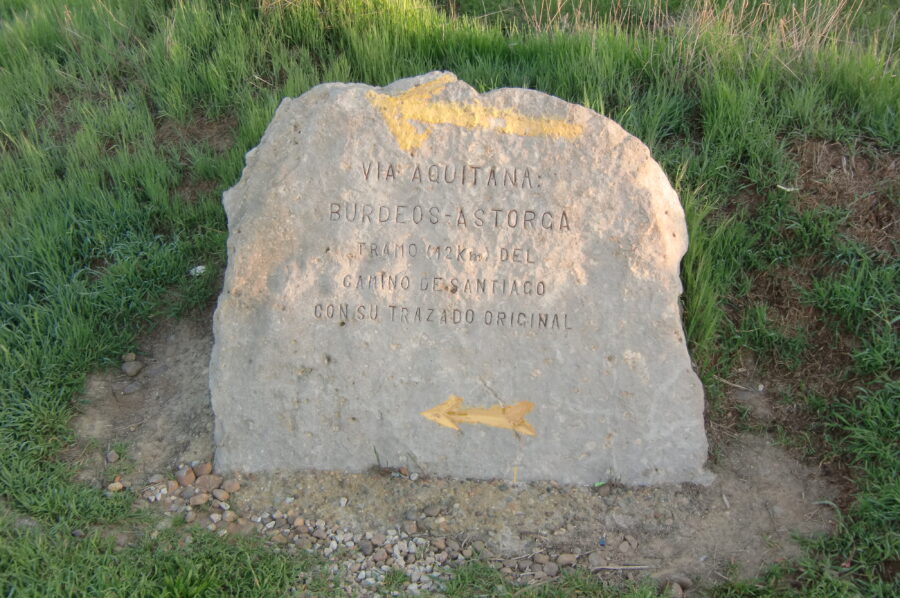 VIA AQUITANA:
BURDEOS-ASTORGA
TRAMO (12Km) DEL
CAMINO DE SANTIAGO
CON SU TRAZADO ORIGINAL